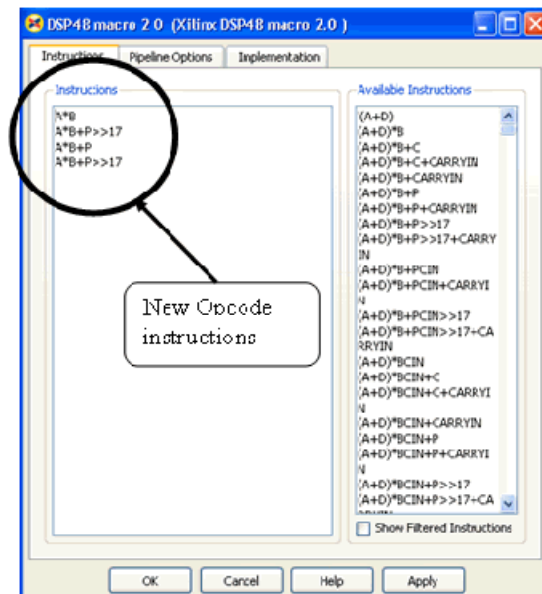 DSP48 macro 2 0 (Xilinx DSP48 macro 2.0 )
Instructions
Pipeline Options
Implementation
Instructions
A*B
A*B+P>>17
A*B+P
A*B+P>>17
New Opcode
instructions
Available Instructions
(A+D)
(A+D)*B
(A+D)*B+C
(A+D)*B+C+CARRYIN
(A+D)*B+CARRYIN
(A+D)*B+P
(A+D)*B+P+CARRYIN
(A+D)*B+P>>17
(A+D)*B+P>>17+CARRY
IN
(A+D)*B+PCIN
(A+D)*B+PCIN+CARRYI
N
(A+D)*B+PCIN>>17
(A+D)*B+PCIN>>17+CA
RRYIN
(A+D)*BCIN
(A+D)*BCIN+C
(A+D)*BCIN+C+CARRYI
N
(A+D)*BCIN+CARRYIN
(A+D)*BCIN+P
(A+D)*BCIN+P+CARRYI
N
(A+D)*BCIN+P>>17
(A+D)*BCIN+P>>17+CA
RRYIN
Show Filtered Instructions
OK
Cancel
Help
Apply